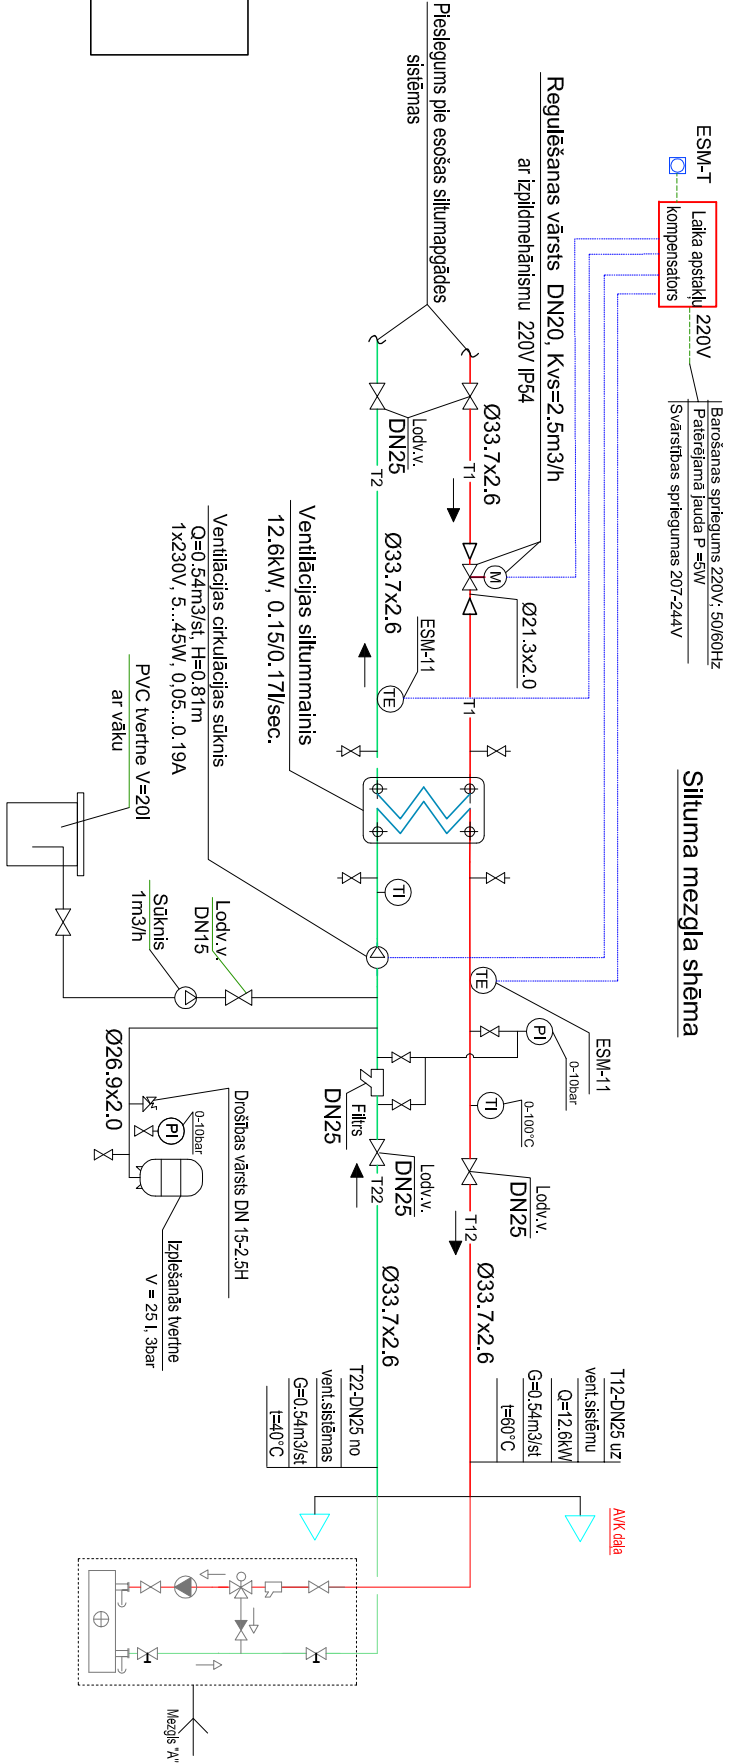 Siltuma mezgla shēma
ESM-T
Laika apstakļu
kompensators
220V
Barošanas spriegums 220V; 50/60Hz
Patērējamā jauda P =5W
Svārstības spriegumas 207-244V
Regulēšanas vārsts DN20, Kvs=2.5m3/h
ar izpildmehānismu 220V IP54
Pieslegums pie esošas siltumapgādes
sistēmas
Ø33.7x2.6
T1
M
Ø21.3x2.0
T1
Lodv.v.
DN25
T2
Ø33.7x2.6
ESM-11
TE
Ventilācijas siltummainis
12.6kW, 0.15/0.17l/sec.
Ventilācijas cirkulācijas sūknis
Q=0.54m3/st, H=0.81m
1x230V, 5...45W, 0,05...0.19A
PVC tvertne V=20l
ar vāku
TI
TE
ESM-11
Sūknis
1m3/h
Lodv.v.
DN15
PI
0-10bar
TI
0-100°C
Filtrs
DN25
Lodv.v.
DN25
Lodv.v.
DN25
T22
T12
Ø26.9x2.0
Drošības vārsts DN 15-2.5H
PI
0-10bar
Izplešanās tvertne
V = 25 l, 3bar
Ø33.7x2.6
Ø33.7x2.6
T12-DN25 uz
vent.sistēmu
Q=12.6kW
G=0.54m3/st
t=60°C
T22-DN25 no
vent.sistēmas
G=0.54m3/st
t=40°C
AVK daļa
Mezgls "A"